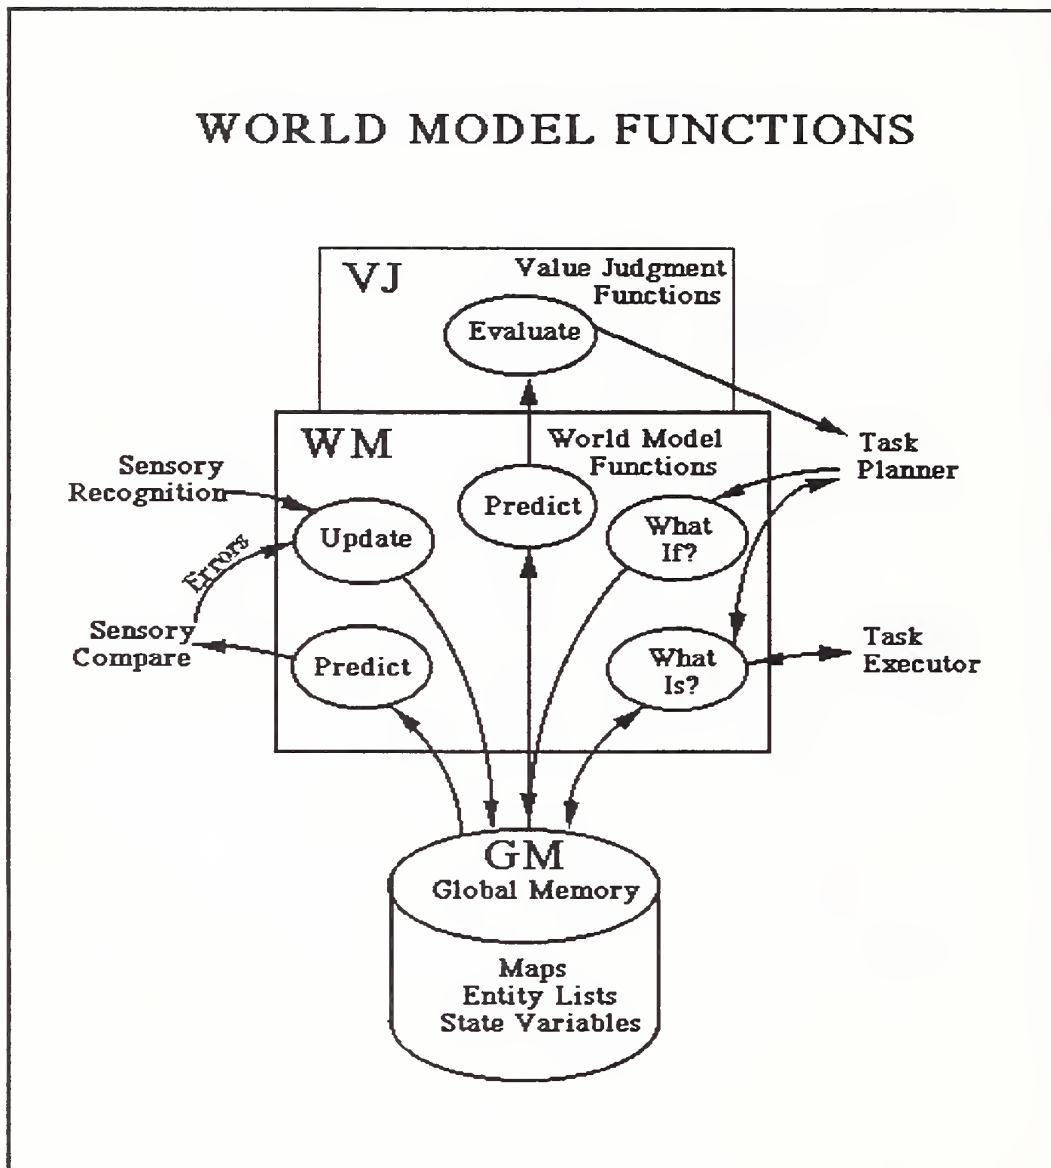 WORLD MODEL FUNCTIONS
VJ
Value Judgment
Functions
Evaluate
WM
World Model
Functions
Sensory
Recognition
Update
Predict
What
If?
Task
Planner
Errors
Sensory
Compare
Predict
What
Is?
Task
Executor
GM
Global Memory
Maps
Entity Lists
State Variables